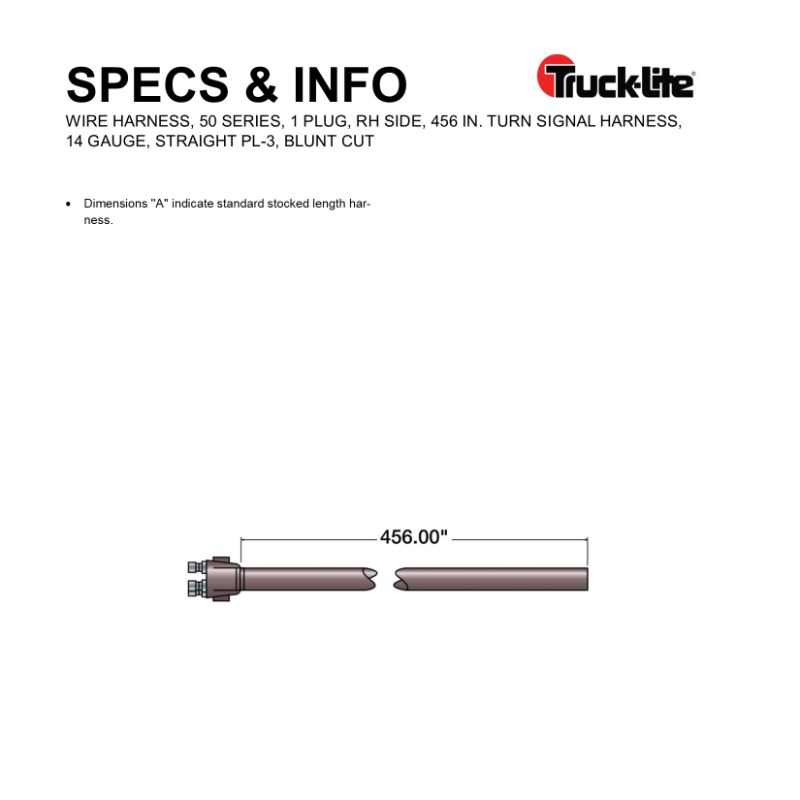 SPECS & INFO
Truck-Lite®
WIRE HARNESS, 50 SERIES, 1 PLUG, RH SIDE, 456 IN. TURN SIGNAL HARNESS,
14 GAUGE, STRAIGHT PL-3, BLUNT CUT
• Dimensions "A" indicate standard stocked length har-
ness.
456.00"